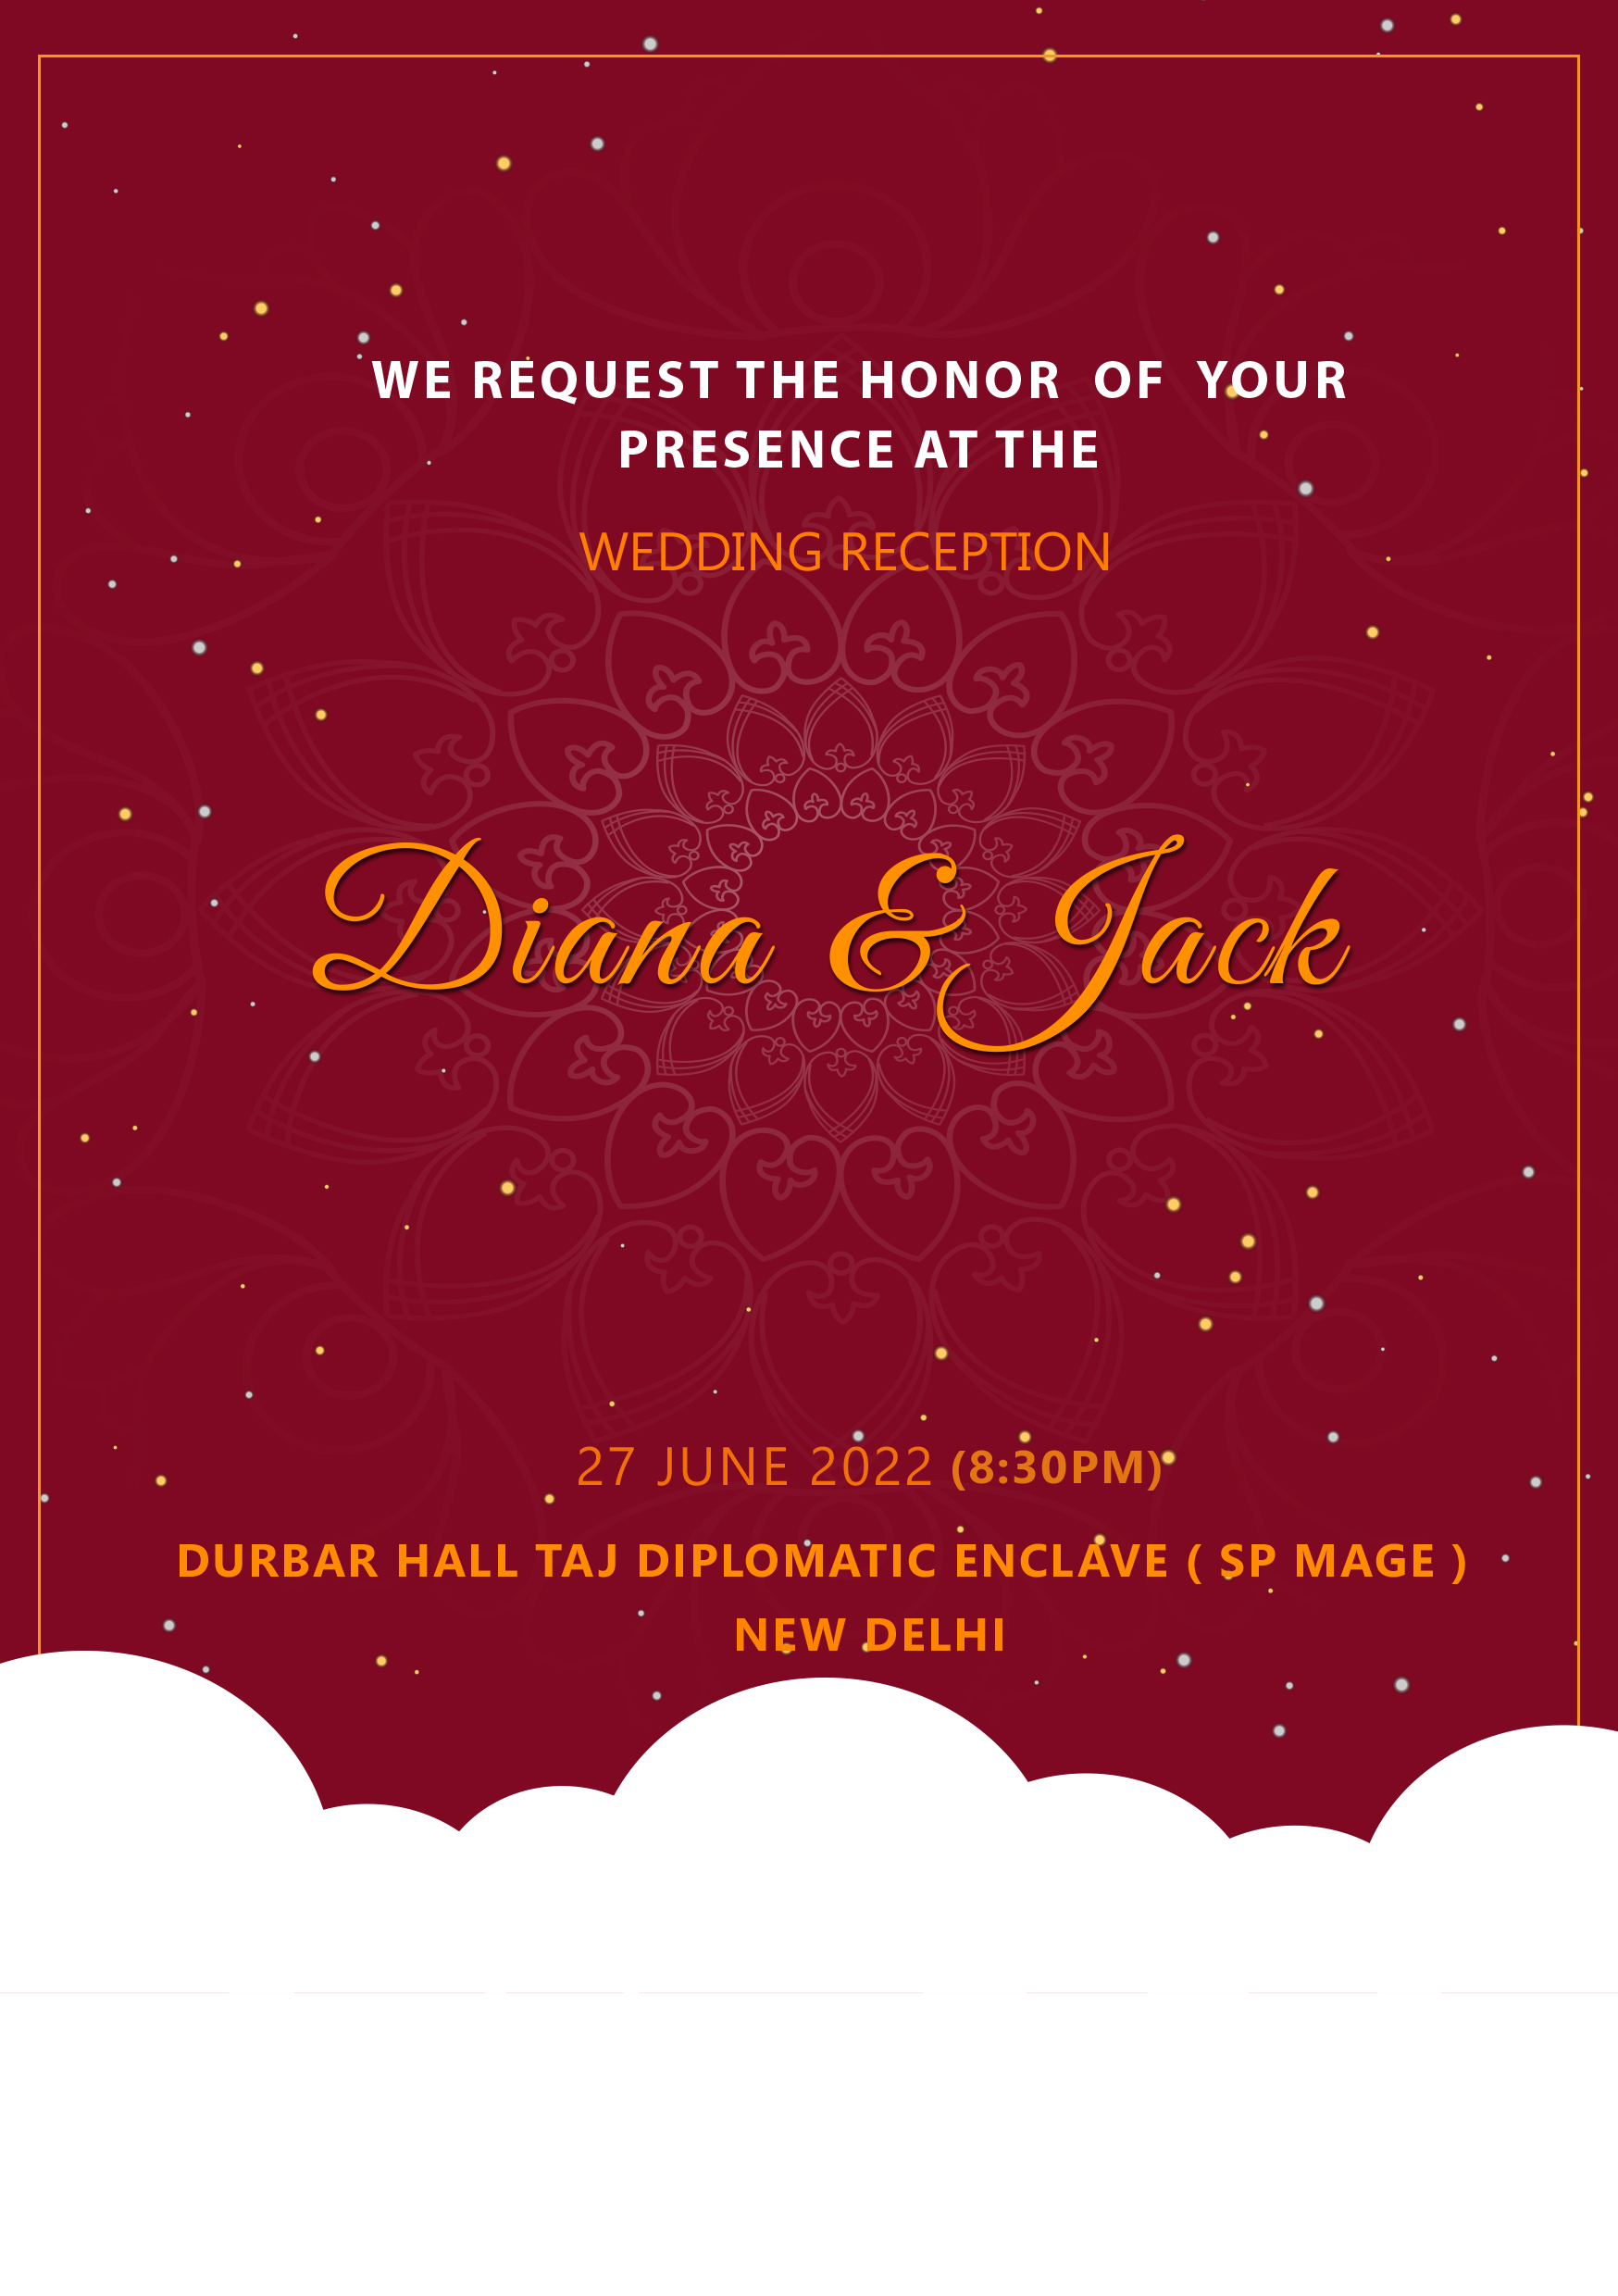 WE REQUEST THE HONOR OF YOUR
PRESENCE AT THE
WEDDING RECEPTION
Diana & Jack
27 JUNE 2022 (8:30PM)
DURBAR HALL TAJ DIPLOMATIC ENCLAVE ( SP MAGE )
NEW DELHI